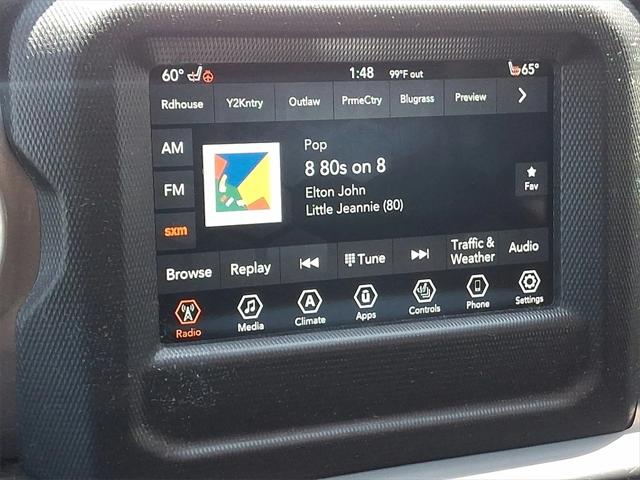 60° 1:48 99°F out 65°
Rdhouse Y2Kntry Outlaw PrmeCtry Blugrass Preview
AM
FM
sxm
Pop
8 80s on 8
Elton John
Little Jeannie (80)
Fav
Browse Replay Tune Traffic & Weather Audio
Radio Media Climate Apps Controls Phone Settings